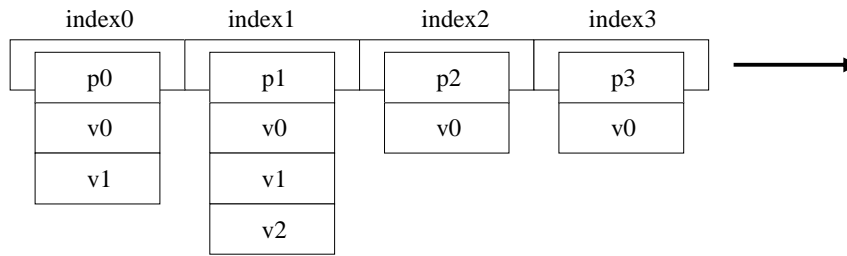 index0 index1 index2 index3
p0 p1 p2 p3
v0 v0 v0 v0
v1 v1
v2